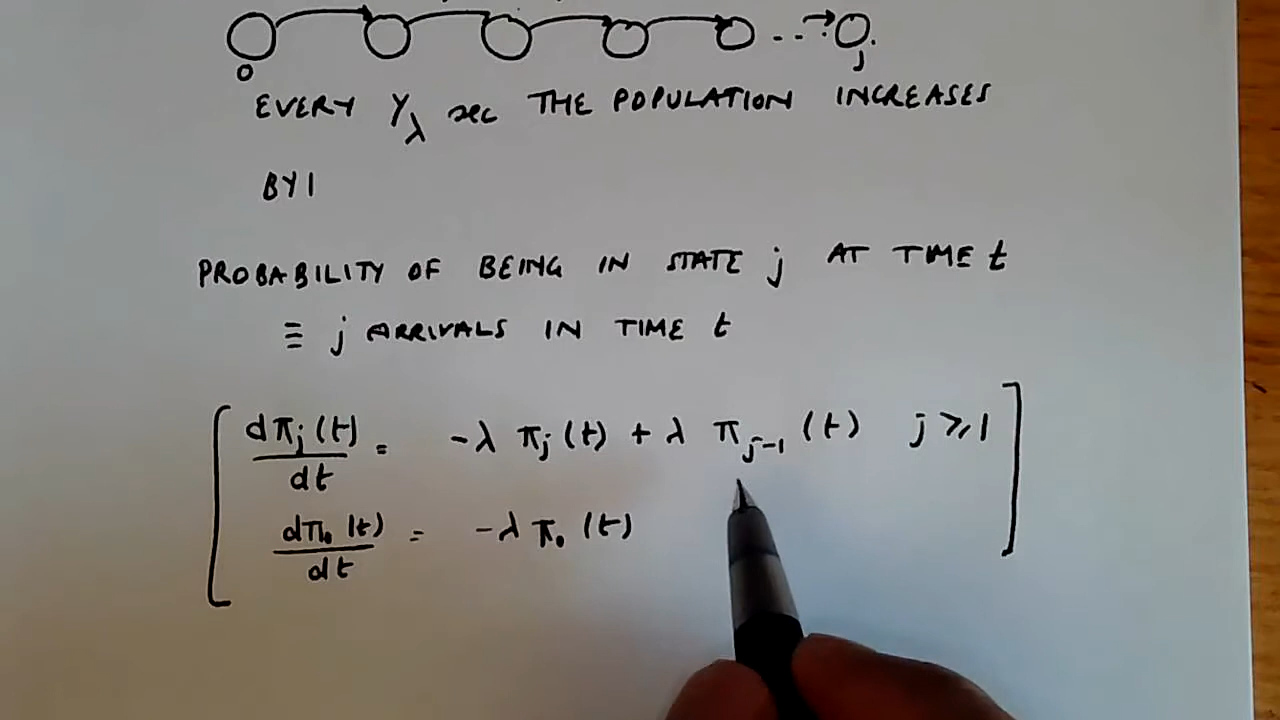 0 j
EVERY 1/λ sec THE POPULATION INCREASES
BY 1
PROBABILITY OF BEING IN STATE j AT TIME t
≡ j ARRIVALS IN TIME t
dπj(t)/dt = -λ πj(t) + λ πj-1(t) j ≥ 1
dπ0(t)/dt = -λ π0(t)